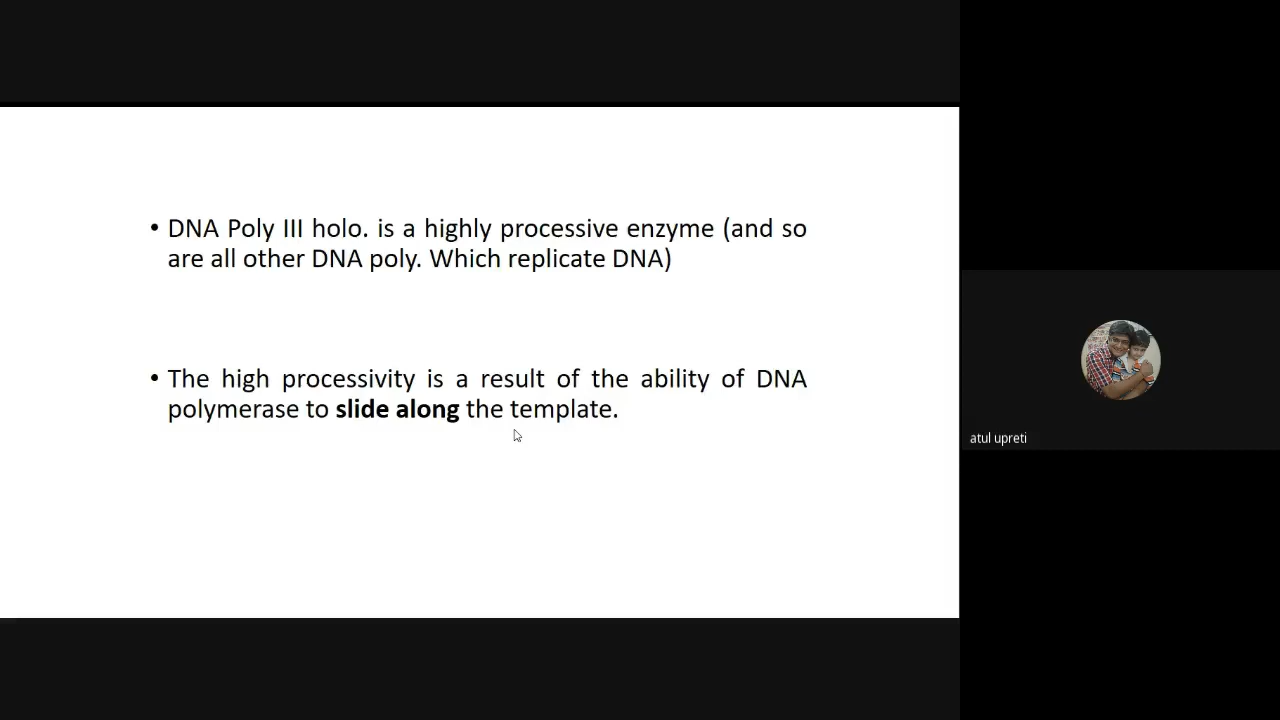 • DNA Poly III holo. is a highly processive enzyme (and so
are all other DNA poly. Which replicate DNA)
• The high processivity is a result of the ability of DNA
polymerase to slide along the template.
atul upreti